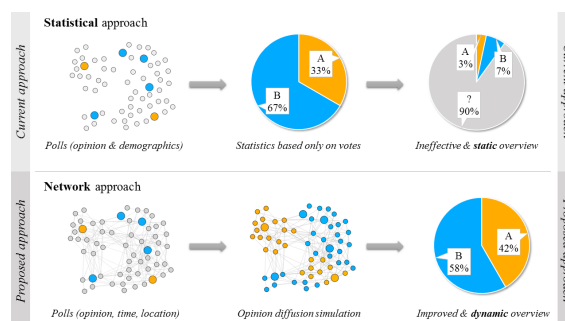 Statistical approach
Current approach
A
33%
B
67%
A
3%
B
7%
?
90%
Polls (opinion & demographics)
Statistics based only on votes
Ineffective & static overview
Network approach
Proposed approach
A
42%
B
58%
Polls (opinion, time, location)
Opinion diffusion simulation
Improved & dynamic overview